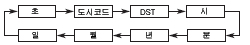 초 도시코드 DST 시
일 월 년 분